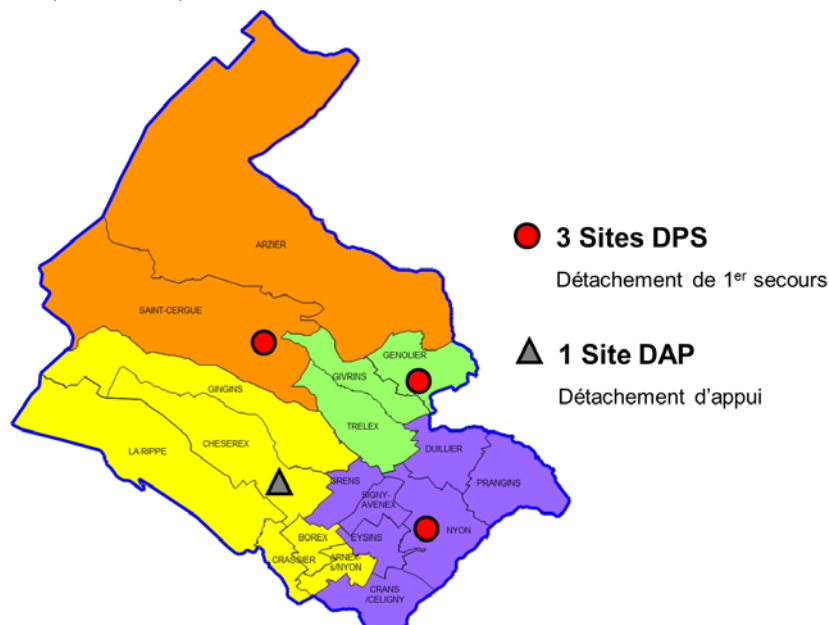 ARZIER
3 Sites DPS
Détachement de 1er secours
SAINT-CERGUE
GENOLIER
1 Site DAP
GIVRINS
GINGINS
Détachement d'appui
TRELEX
CHESEREX
DUILLIER
LA RIPPE
PRANGINS
GRENS
SIGNY-
AVENEX
NYON
BOREX
EYSINS
CRASSIER
ARNEX-
s/NYON
CRANS
/CELIGNY